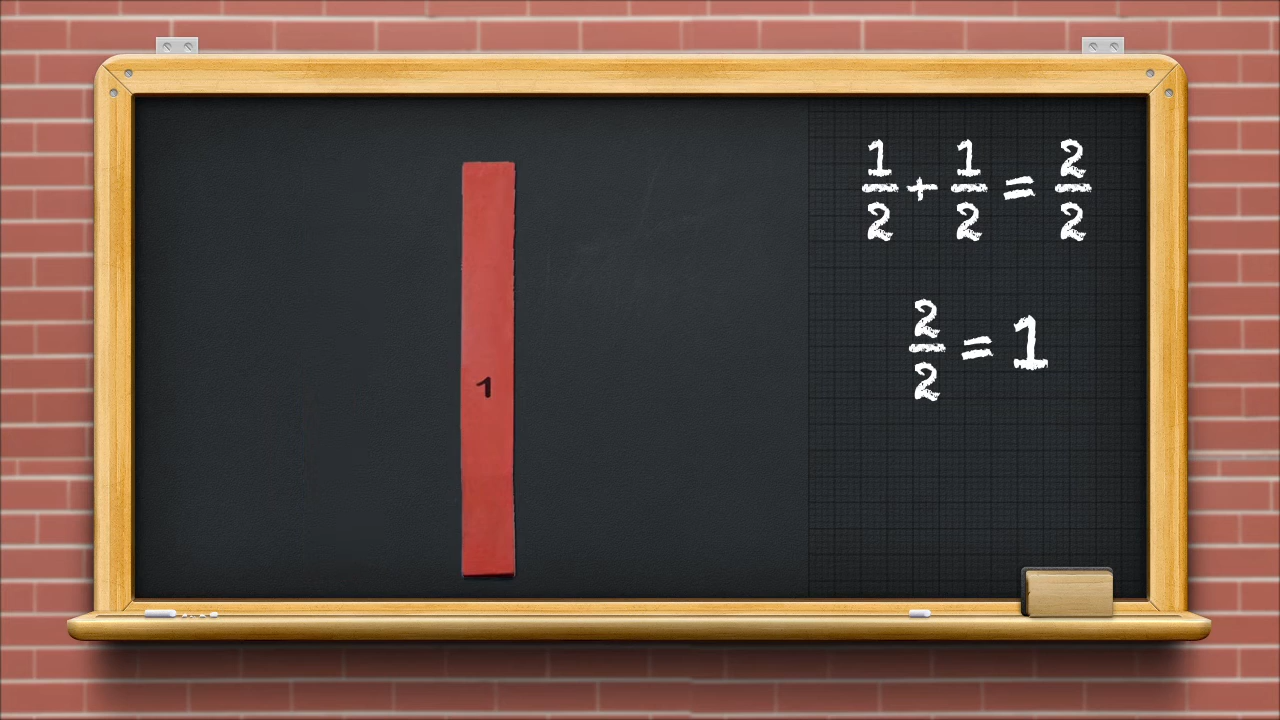 1/2 + 1/2 = 2/2
2/2 = 1
1